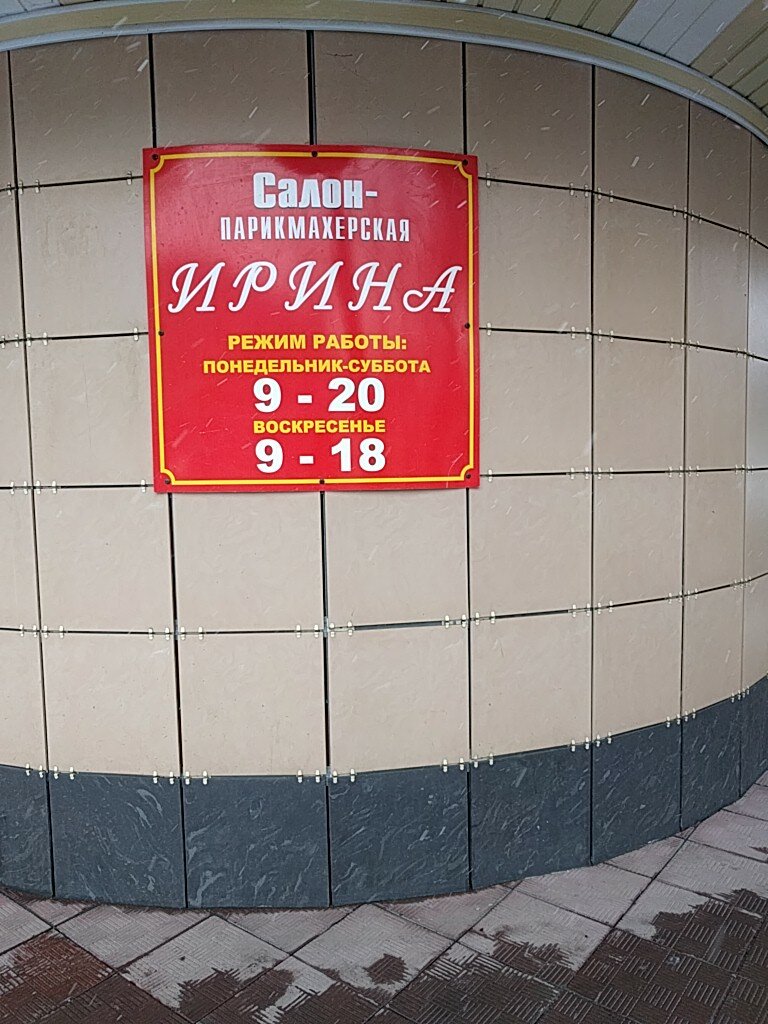 Салон-
ПАРИКМАХЕРСКАЯ
ИРИНА
РЕЖИМ РАБОТЫ:
ПОНЕДЕЛЬНИК-СУББОТА
9 - 20
ВОСКРЕСЕНЬЕ
9 - 18